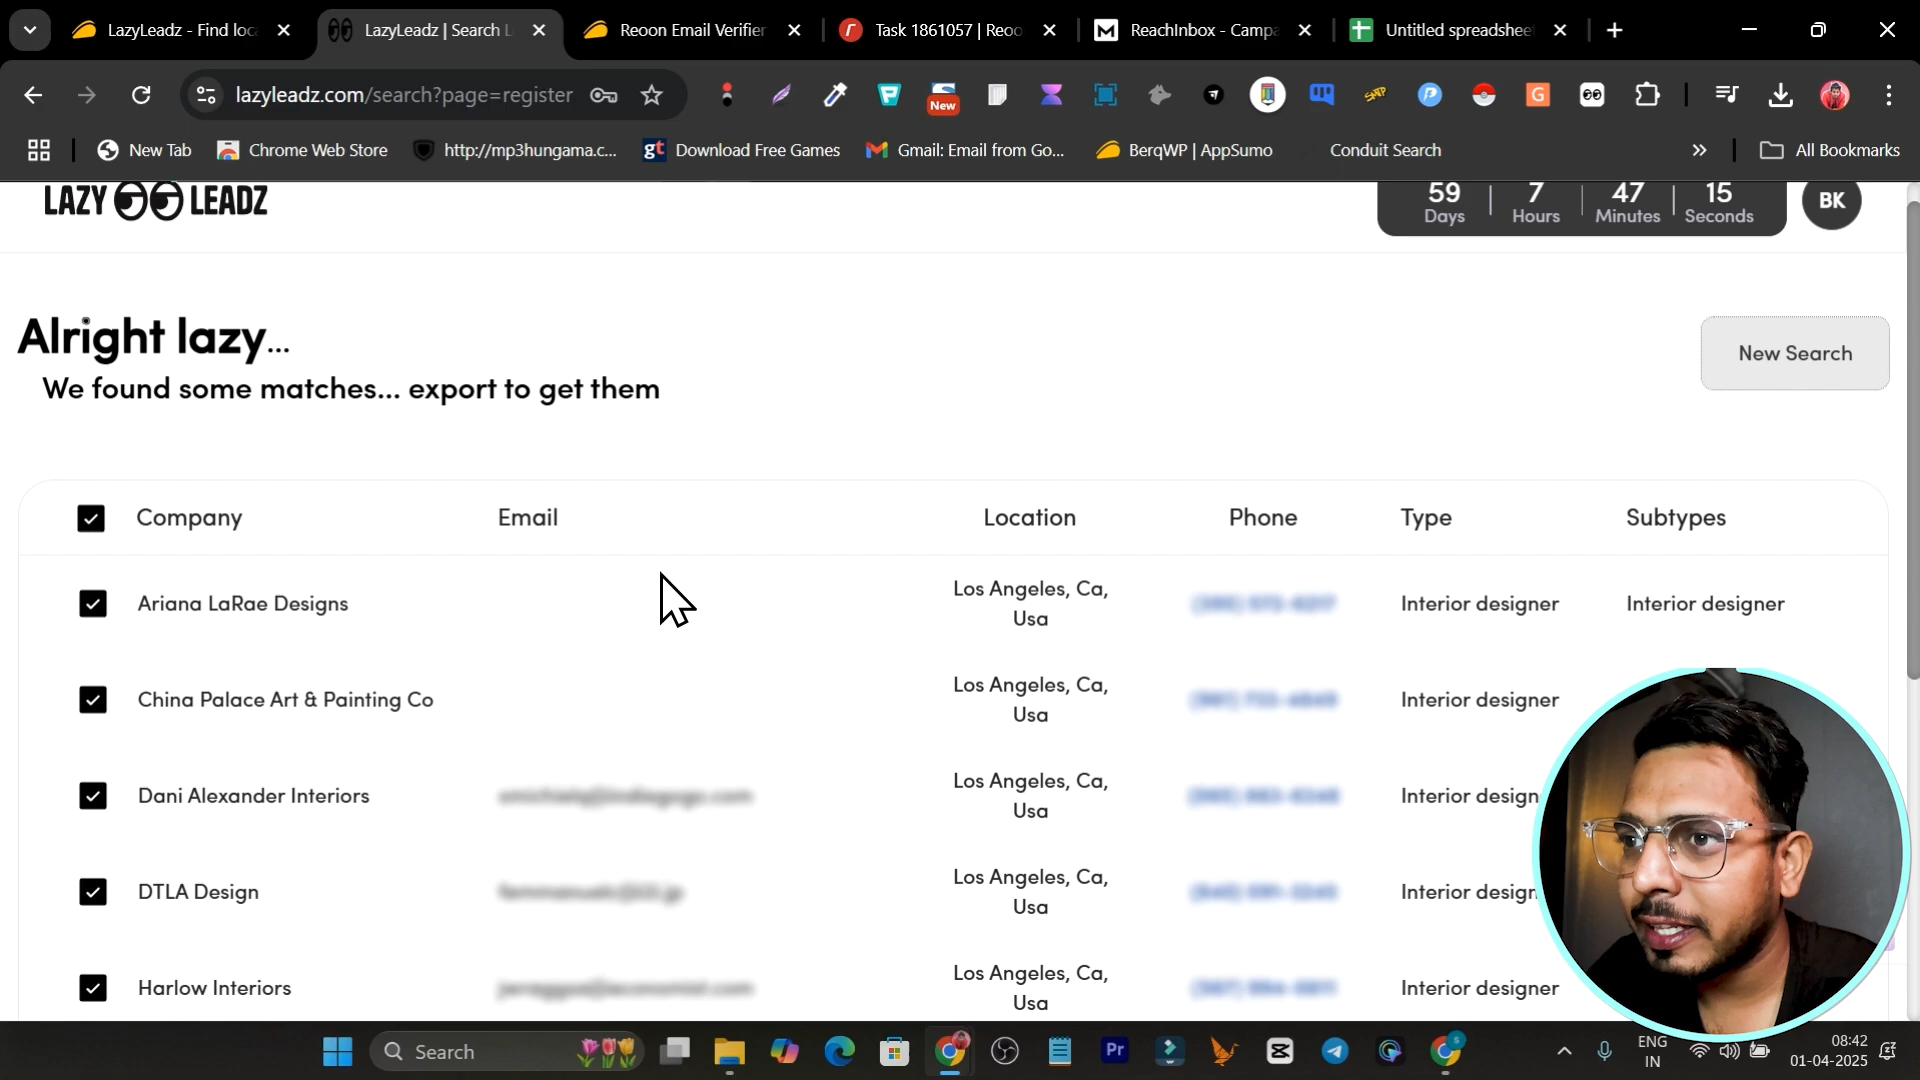 LazyLeadz - Find loc
LazyLeadz | Search L
Reoon Email Verifier
Task 1861057 | Reoo
ReachInbox - Campa
Untitled spreadshee
lazyleadz.com/search?page=register
New
New Tab
Chrome Web Store
http://mp3hungama.c...
Download Free Games
Gmail: Email from Go...
BerqWP | AppSumo
Conduit Search
All Bookmarks
LAZY LEADZ
59 7 47 15
Days Hours Minutes Seconds
BK
Alright lazy...
We found some matches... export to get them
New Search
Company Email Location Phone Type Subtypes
Ariana LaRae Designs Los Angeles, Ca, Interior designer Interior designer
Usa
China Palace Art & Painting Co Los Angeles, Ca, Interior designer
Usa
Dani Alexander Interiors Los Angeles, Ca, Interior design
Usa
DTLA Design Los Angeles, Ca, Interior design
Usa
Harlow Interiors Los Angeles, Ca, Interior designer
Usa
Search
ENG
IN
08:42
01-04-2025